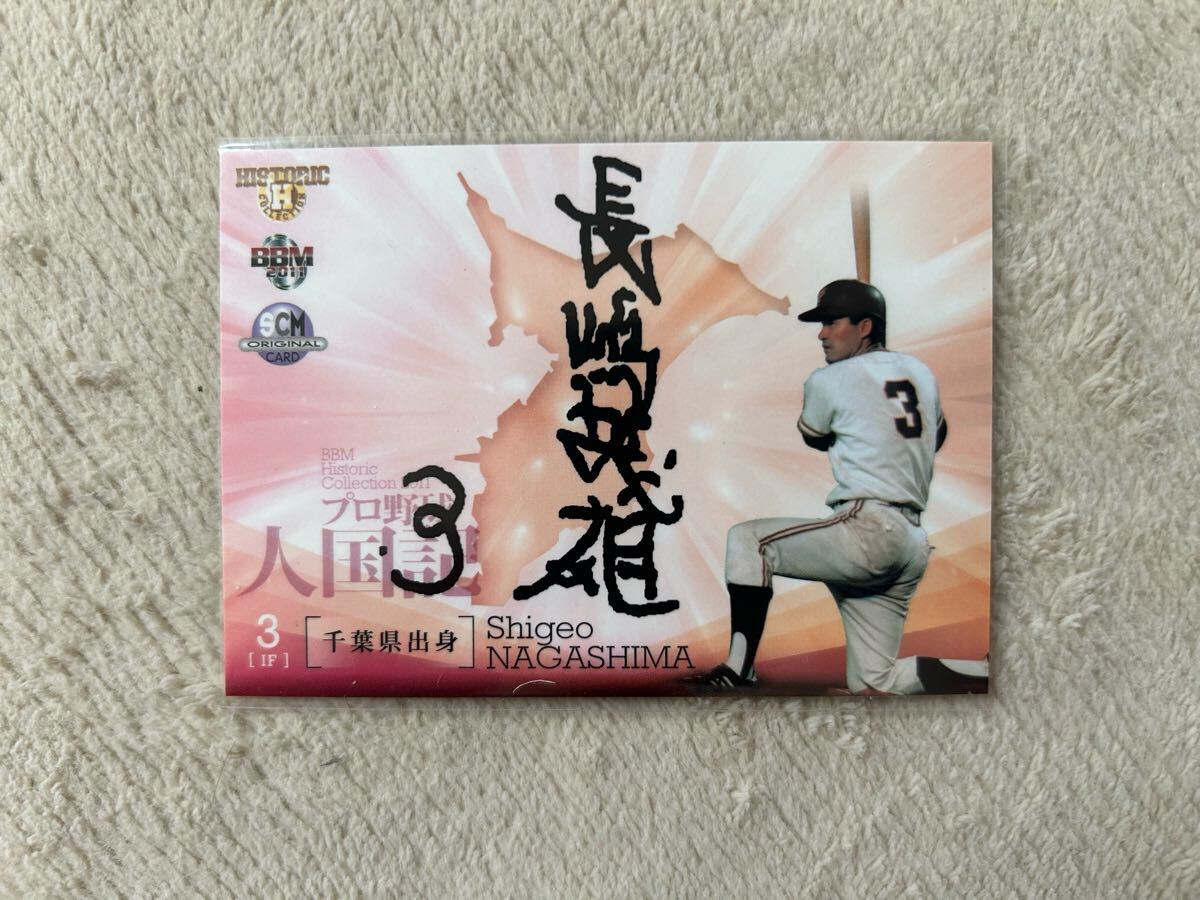 HISTORIC
H
COLLECTION
BBM
2011
SCM
ORIGINAL
CARD
長嶋茂雄
3
BBM
Historic
Collection 2011
プロ野球
人国記
3
[ IF ]
[千葉県出身]
Shigeo
NAGASHIMA
3